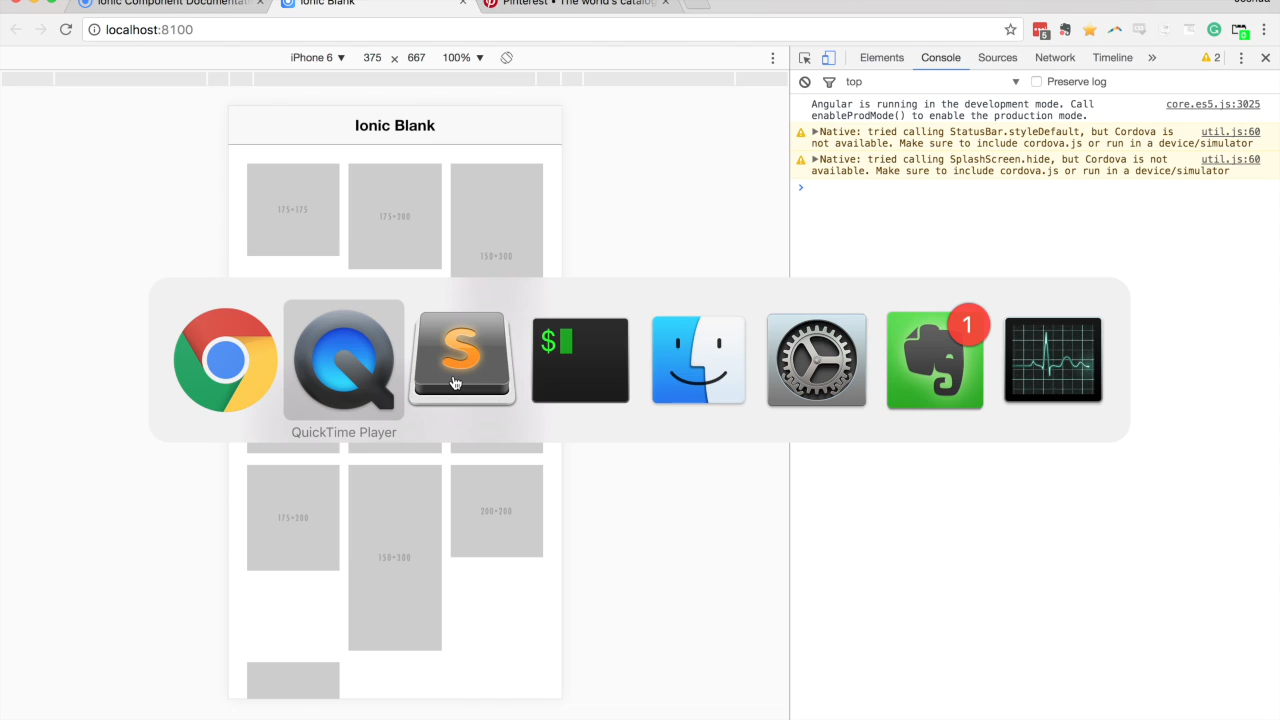 Ionic Component Documentat
Ionic Blank
Pinterest • The world's catalog
Joshua
localhost:8100
5
0
iPhone 6 ▼ 375 × 667 100% ▼
Elements Console Sources Network Timeline » 2
top ▼ Preserve log
Ionic Blank
Angular is running in the development mode. Call core.es5.js:3025
enableProdMode() to enable the production mode.
▶Native: tried calling StatusBar.styleDefault, but Cordova is util.js:60
not available. Make sure to include cordova.js or run in a device/simulator
▶Native: tried calling SplashScreen.hide, but Cordova is not util.js:60
available. Make sure to include cordova.js or run in a device/simulator
>
175×175
175×200
150×300
S
$
1
QuickTime Player
175×200
150×300
200×200